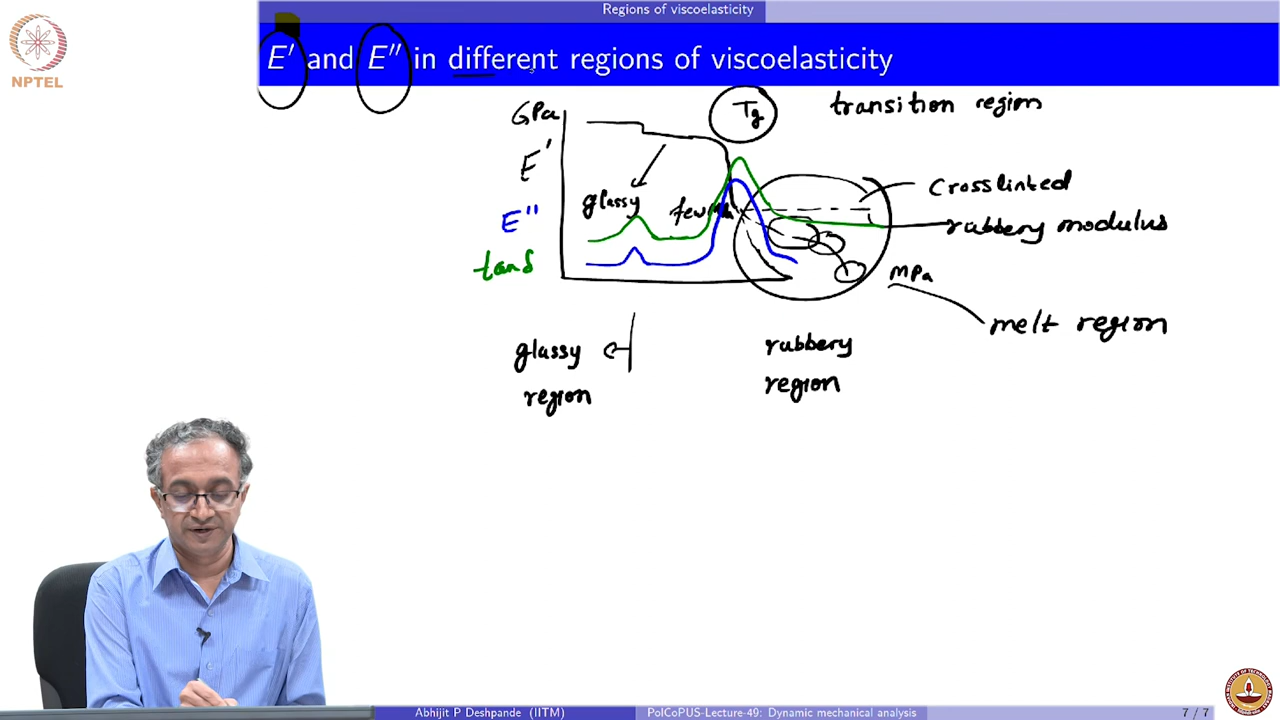 Regions of viscoelasticity
NPTEL
E' and E'' in different regions of viscoelasticity
GPa
Tg
transition region
E'
Crosslinked
glassy
few
E''
rubbery modulus
tanδ
MPa
melt region
glassy
region
rubbery
region
Abhijit P Deshpande (IITM)
PolCoPUS-Lecture-49: Dynamic mechanical analysis
7 / 7